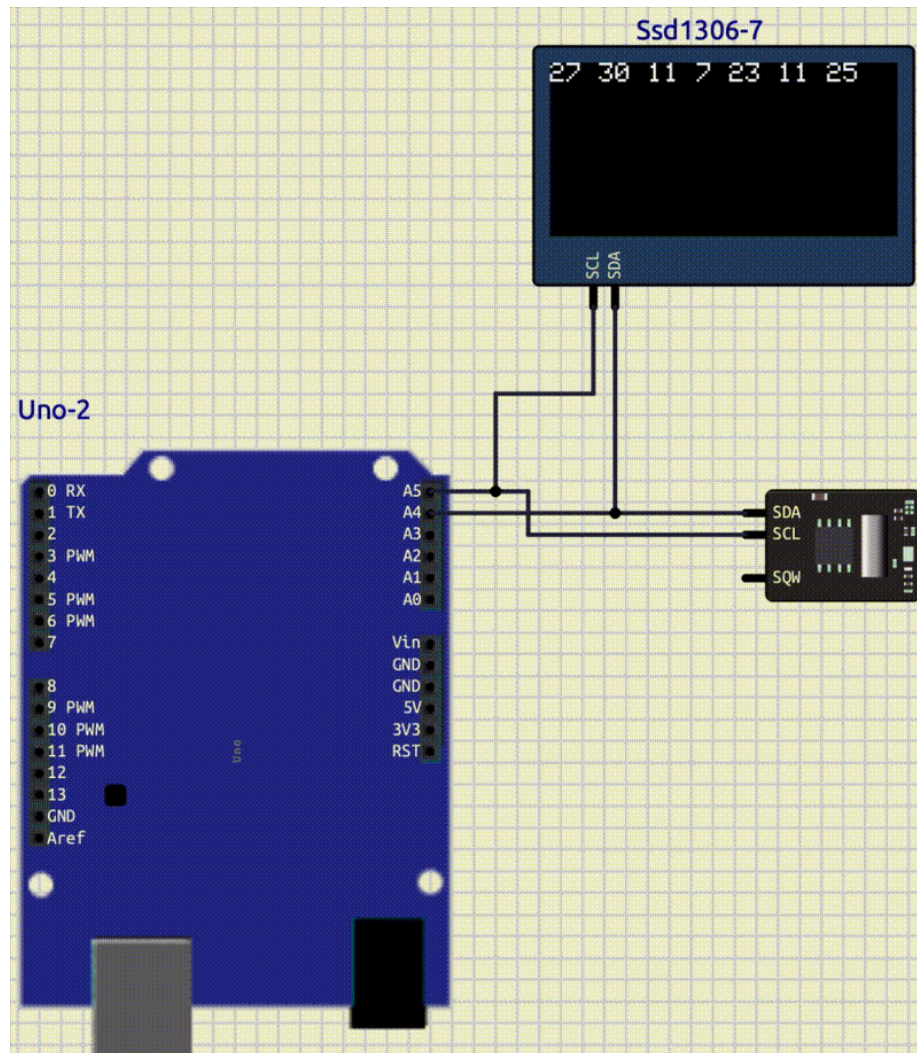 Ssd1306-7
27 30 11 7 23 11 25
SCL
SDA
Uno-2
0 RX
1 TX
2
3 PWM
4
5 PWM
6 PWM
7
8
9 PWM
10 PWM
11 PWM
12
13
GND
Aref
Uno
A5
A4
A3
A2
A1
A0
Vin
GND
GND
5V
3V3
RST
SDA
SCL
SQW